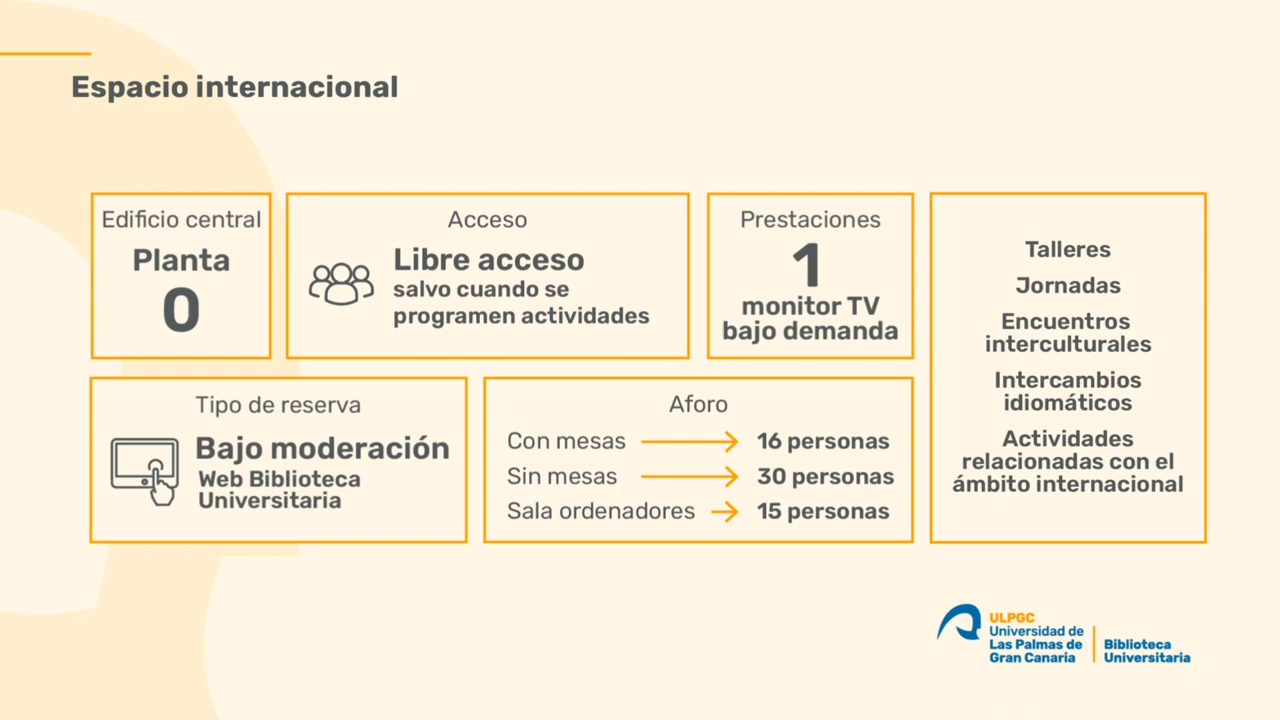 Espacio internacional
Edificio central
Planta
0
Acceso
Libre acceso
salvo cuando se
programen actividades
Prestaciones
1
monitor TV
bajo demanda
Talleres
Jornadas
Encuentros
interculturales
Intercambios
idiomáticos
Actividades
relacionadas con el
ámbito internacional
Tipo de reserva
Bajo moderación
Web Biblioteca
Universitaria
Aforo
Con mesas 16 personas
Sin mesas 30 personas
Sala ordenadores 15 personas
ULPGC
Universidad de
Las Palmas de
Gran Canaria
Biblioteca
Universitaria